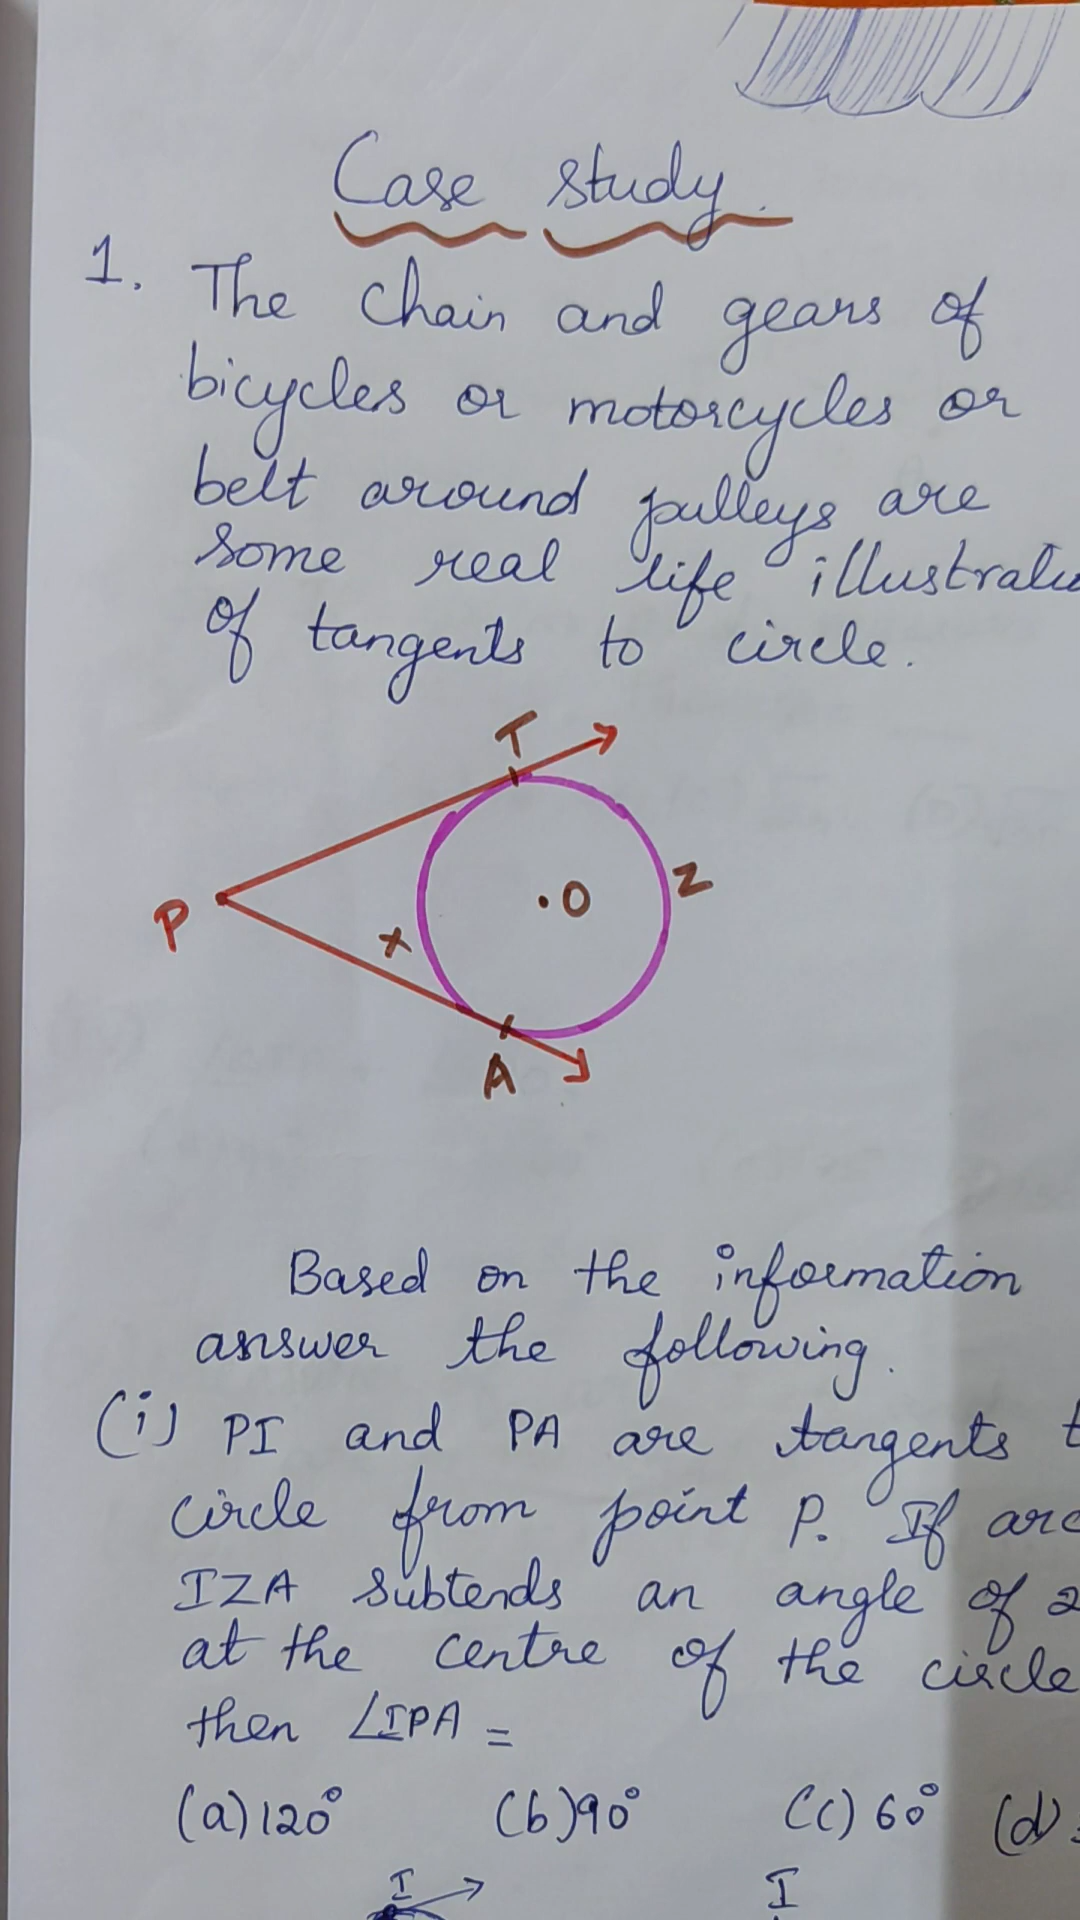 Case study.
1. The chain and gears of
bicycles or motorcycles or
belt around pulleys are
some real life
of tangents to circle.
T
Z
.O
P
X
A
Based on the information
answer the following.
(i) PI and PA are tangents
circle from point P. If arc
IZA subtends an angle of
at the centre of the circle
then ∠IPA =
(a) 120° (b) 90° (c) 60° (d)
I I